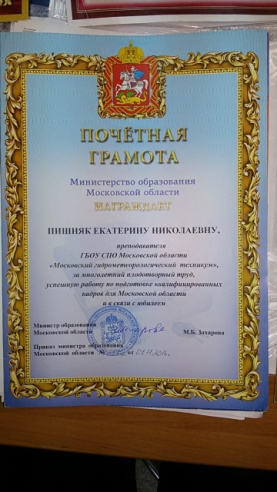 ПОЧЁТНАЯ
ГРАМОТА
Министерство образования
Московской области
НАГРАЖДАЕТ
ПИШНЯК ЕКАТЕРИНУ НИКОЛАЕВНУ,
преподавателя
ГБОУ СПО Московской области
«Московский гидрометеорологический техникум»,
за многолетний плодотворный труд,
успешную работу по подготовке квалифицированных
кадров для Московской области
и в связи с юбилеем
Министр образования
Московской области
М.Б. Захарова
Приказ министра образования
Московской области №
от